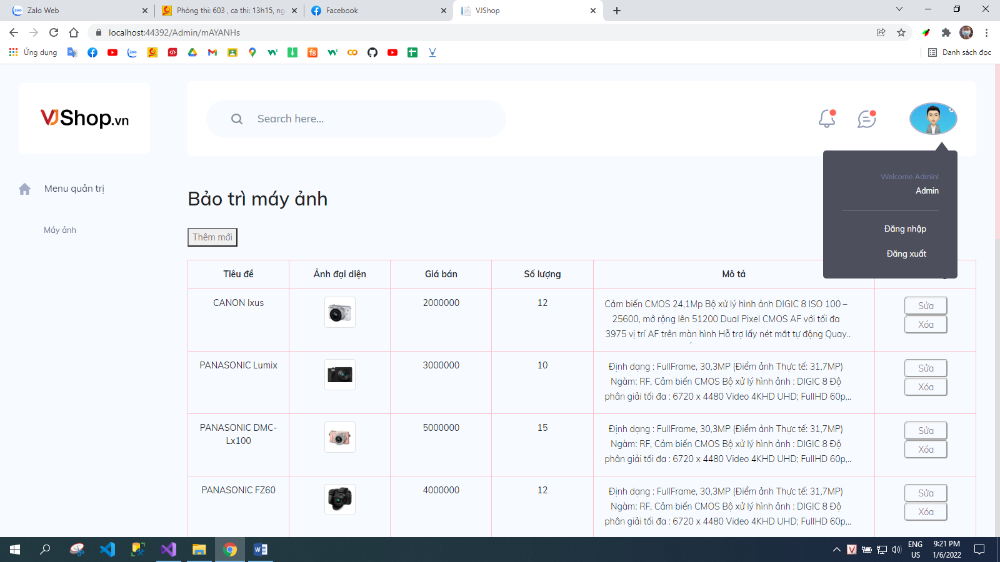 Zalo Web
Phòng thi: 603 , ca thi: 13h15, ng
Facebook
VJShop
localhost:44392/Admin/mAYANHs
Ứng dụng
Danh sách đọc
VJShop.vn
Search here...
Welcome Admin!
Admin
Đăng nhập
Đăng xuất
Menu quản trị
Máy ảnh
Bảo trì máy ảnh
Thêm mới
Tiêu đề
Ảnh đại diện
Giá bán
Số lượng
Mô tả
CANON Ixus
2000000
12
Cảm biến CMOS 24,1Mp Bộ xử lý hình ảnh DIGIC 8 ISO 100 –
25600, mở rộng lên 51200 Dual Pixel CMOS AF với tối đa
3975 vị trí AF trên màn hình Hỗ trợ lấy nét mắt tự động Quay..
Sửa
Xóa
PANASONIC Lumix
3000000
10
Định dạng : FullFrame, 30,3MP (Điểm ảnh Thực tế: 31,7MP)
Ngàm: RF, Cảm biến CMOS Bộ xử lý hình ảnh : DIGIC 8 Độ
phân giải tối đa : 6720 x 4480 Video 4KHD UHD; FullHD 60p,..
Sửa
Xóa
PANASONIC DMC-
Lx100
5000000
15
Định dạng : FullFrame, 30,3MP (Điểm ảnh Thực tế: 31,7MP)
Ngàm: RF, Cảm biến CMOS Bộ xử lý hình ảnh : DIGIC 8 Độ
phân giải tối đa : 6720 x 4480 Video 4KHD UHD; FullHD 60p,..
Sửa
Xóa
PANASONIC FZ60
4000000
12
Định dạng : FullFrame, 30,3MP (Điểm ảnh Thực tế: 31,7MP)
Ngàm: RF, Cảm biến CMOS Bộ xử lý hình ảnh : DIGIC 8 Độ
phân giải tối đa : 6720 x 4480 Video 4KHD UHD; FullHD 60p,..
Sửa
Xóa
ENG
US
9:21 PM
1/6/2022